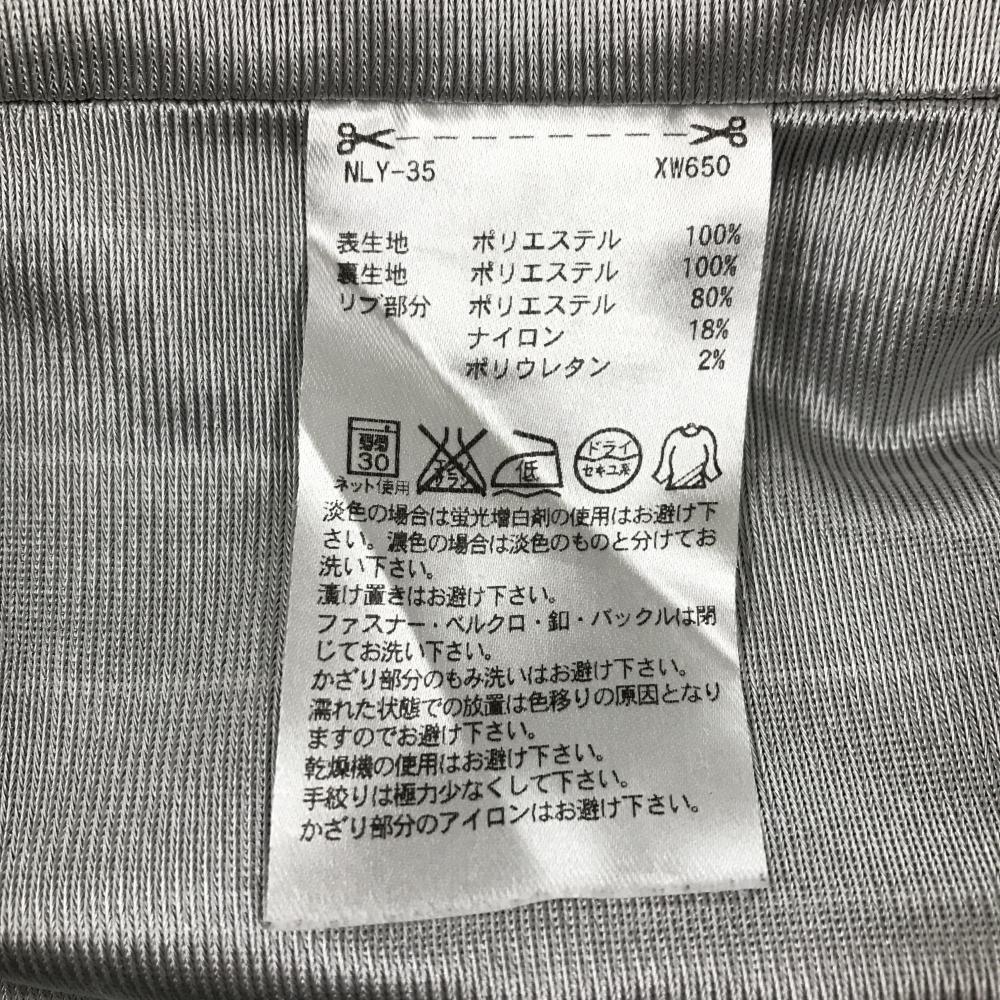 NLY-35 XW650
表生地 ポリエステル 100%
裏生地 ポリエステル 100%
リブ部分 ポリエステル 80%
ナイロン 18%
ポリウレタン 2%
弱 30 エンソサラシ 低 ドライ セキユ系
ネット使用
淡色の場合は蛍光増白剤の使用はお避け下
さい。濃色の場合は淡色のものと分けてお
洗い下さい。
漬け置きはお避け下さい。
ファスナー・ベルクロ・釦・バックルは閉
じてお洗い下さい。
かざり部分のもみ洗いはお避け下さい。
濡れた状態での放置は色移りの原因となり
ますのでお避け下さい。
乾燥機の使用はお避け下さい。
手絞りは極力少なくして下さい。
かざり部分のアイロンはお避け下さい。